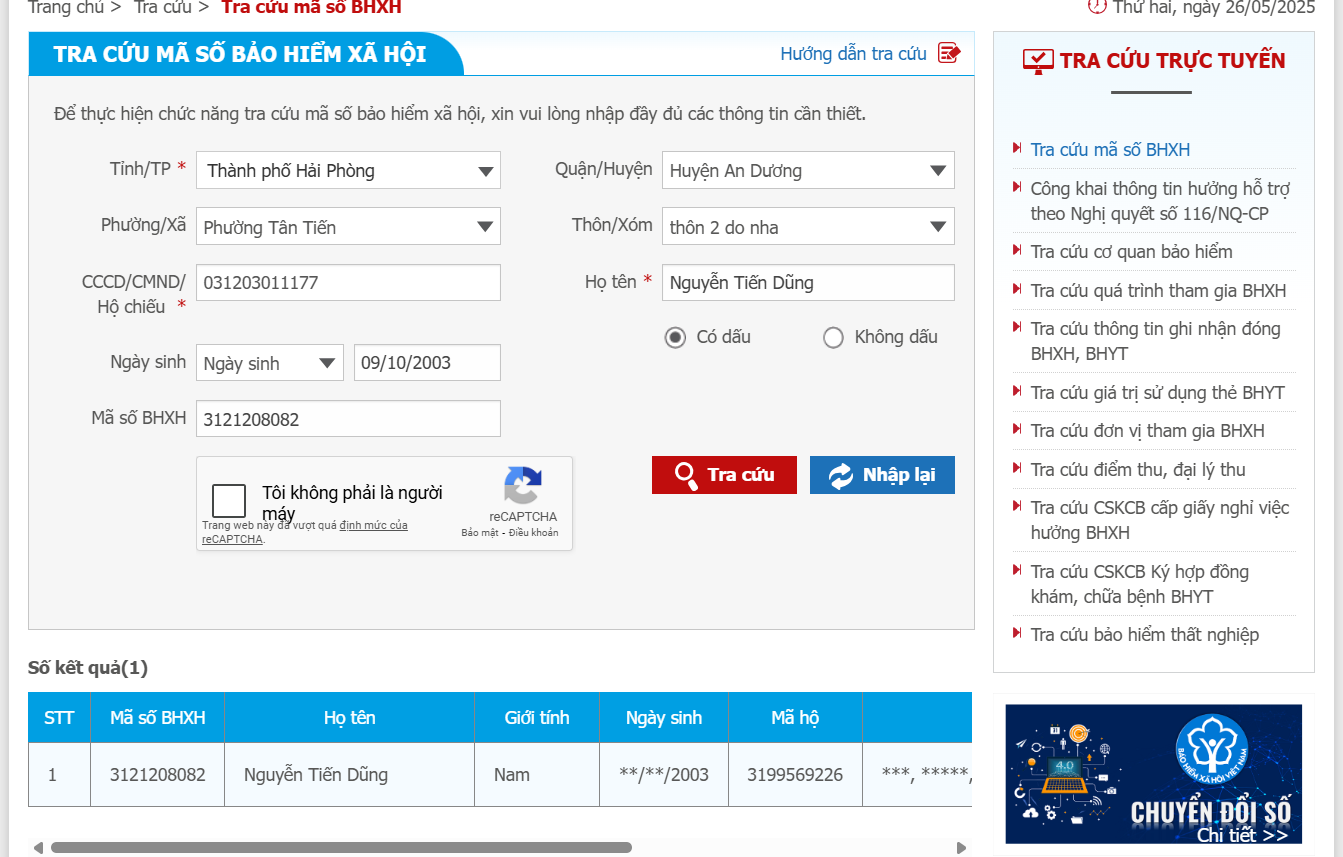 Trang chủ > Tra cứu > Tra cứu mã số BHXH
Thứ hai, ngày 26/05/2025
TRA CỨU MÃ SỐ BẢO HIỂM XÃ HỘI
Hướng dẫn tra cứu
Để thực hiện chức năng tra cứu mã số bảo hiểm xã hội, xin vui lòng nhập đầy đủ các thông tin cần thiết.
Tỉnh/TP * Thành phố Hải Phòng
Quận/Huyện Huyện An Dương
Phường/Xã Phường Tân Tiến
Thôn/Xóm thôn 2 do nha
CCCD/CMND/
Hộ chiếu * 031203011177
Họ tên * Nguyễn Tiến Dũng
Có dấu Không dấu
Ngày sinh Ngày sinh 09/10/2003
Mã số BHXH 3121208082
Tôi không phải là người
máy
Trang web này đã vượt quá định mức của
reCAPTCHA.
reCAPTCHA
Bảo mật - Điều khoản
Tra cứu
Nhập lại
Số kết quả(1)
STT Mã số BHXH Họ tên Giới tính Ngày sinh Mã hộ
1 3121208082 Nguyễn Tiến Dũng Nam **/**/2003 3199569226 ***, *****,
TRA CỨU TRỰC TUYẾN
Tra cứu mã số BHXH
Công khai thông tin hưởng hỗ trợ
theo Nghị quyết số 116/NQ-CP
Tra cứu cơ quan bảo hiểm
Tra cứu quá trình tham gia BHXH
Tra cứu thông tin ghi nhận đóng
BHXH, BHYT
Tra cứu giá trị sử dụng thẻ BHYT
Tra cứu đơn vị tham gia BHXH
Tra cứu điểm thu, đại lý thu
Tra cứu CSKCB cấp giấy nghỉ việc
hưởng BHXH
Tra cứu CSKCB Ký hợp đồng
khám, chữa bệnh BHYT
Tra cứu bảo hiểm thất nghiệp
4.0
BẢO HIỂM XÃ HỘI VIỆT NAM
CHUYỂN ĐỔI SỐ
Chi tiết >>